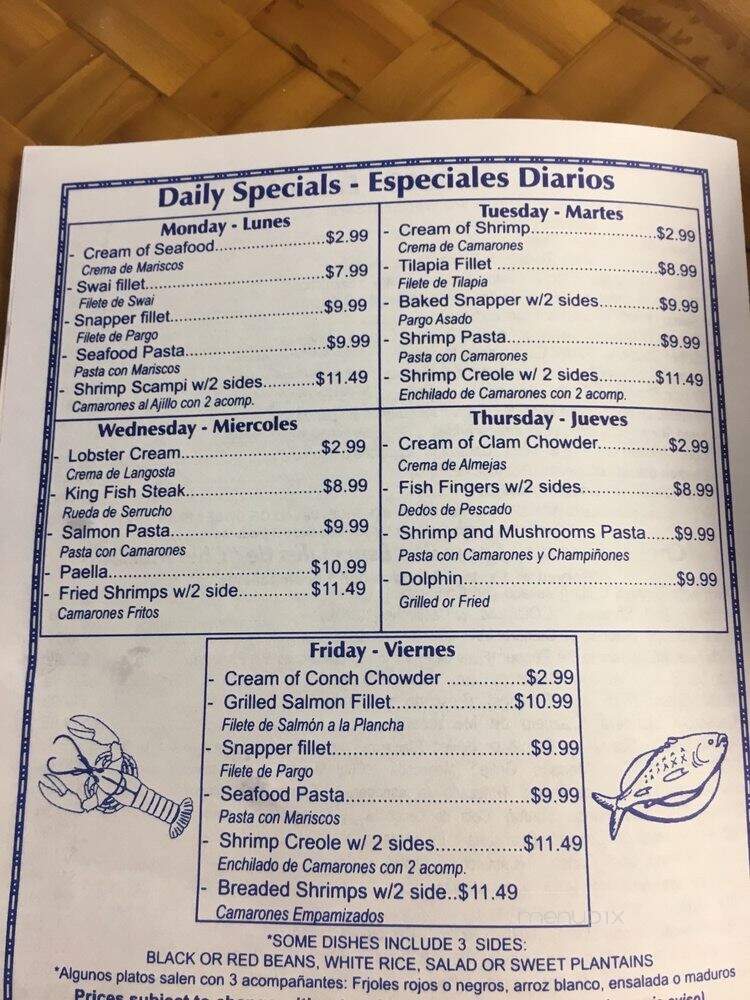 Daily Specials - Especiales Diarios
Monday - Lunes
- Cream of Seafood..................$2.99
Crema de Mariscos
- Swai fillet..................$7.99
Filete de Swai
- Snapper fillet..................$9.99
Filete de Pargo
- Seafood Pasta..................$9.99
Pasta con Mariscos
- Shrimp Scampi w/2 sides..........$11.49
Camarones al Ajillo con 2 acomp.
Tuesday - Martes
- Cream of Shrimp..................$2.99
Crema de Camarones
- Tilapia Fillet ..................$8.99
Filete de Tilapia
- Baked Snapper w/2 sides..........$9.99
Pargo Asado
- Shrimp Pasta..................$9.99
Pasta con Camarones
- Shrimp Creole w/ 2 sides..........$11.49
Enchilado de Camarones con 2 acomp.
Wednesday - Miercoles
- Lobster Cream..................$2.99
Crema de Langosta
- King Fish Steak..................$8.99
Rueda de Serrucho
- Salmon Pasta..................$9.99
Pasta con Camarones
- Paella..................$10.99
- Fried Shrimps w/2 side............. $11.49
Camarones Fritos
Thursday - Jueves
- Cream of Clam Chowder.............$2.99
Crema de Almejas
- Fish Fingers w/2 sides................$8.99
Dedos de Pescado
- Shrimp and Mushrooms Pasta......$9.99
Pasta con Camarones y Champiñones
- Dolphin..................$9.99
Grilled or Fried
Friday - Viernes
- Cream of Conch Chowder ..............$2.99
- Grilled Salmon Fillet......................$10.99
Filete de Salmón a la Plancha
- Snapper fillet..................$9.99
Filete de Pargo
- Seafood Pasta..................$9.99
Pasta con Mariscos
- Shrimp Creole w/ 2 sides...............$11.49
Enchilado de Camarones con 2 acomp.
- Breaded Shrimps w/2 side..$11.49
Camarones Empamizados
menupix
*SOME DISHES INCLUDE 3 SIDES:
BLACK OR RED BEANS, WHITE RICE, SALAD OR SWEET PLANTAINS
*Algunos platos salen con 3 acompañantes: Frjoles rojos o negros, arroz blanco, ensalada o maduros
Prices subject to